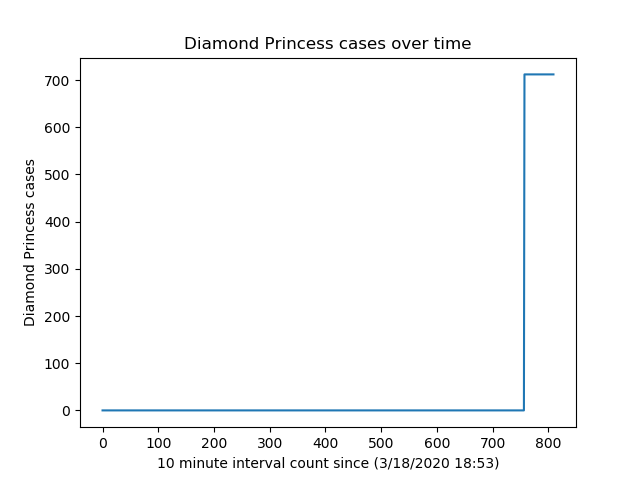 Diamond Princess cases over time
Diamond Princess cases
700
600
500
400
300
200
100
0
0 100 200 300 400 500 600 700 800
10 minute interval count since (3/18/2020 18:53)